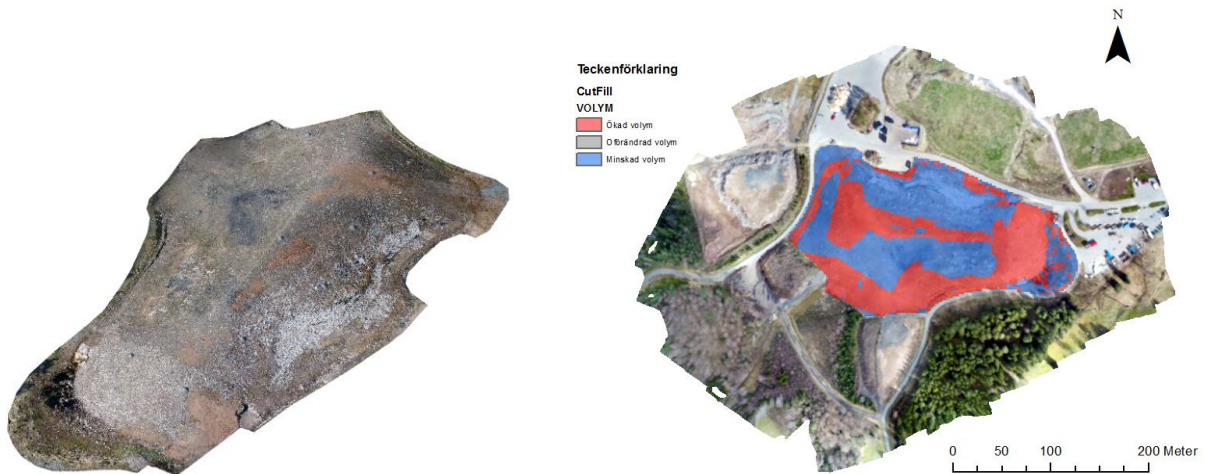 N
Teckenförklaring
CutFill
VOLYM
Ökad volym
Oförändrad volym
Minskad volym
0 50 100 200 Meter